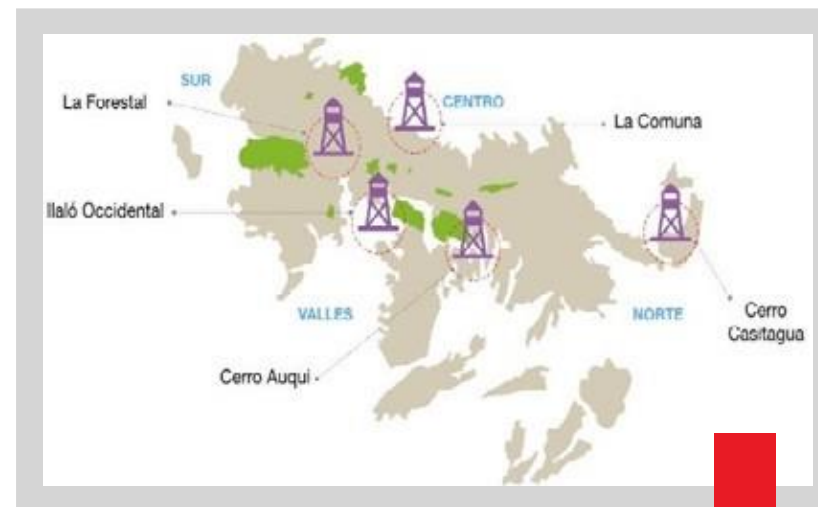 SUR
La Forestal
CENTRO
La Comuna
Ilaló Occidental
VALLES
NORTE
Cerro
Casitagua
Cerro Auqui